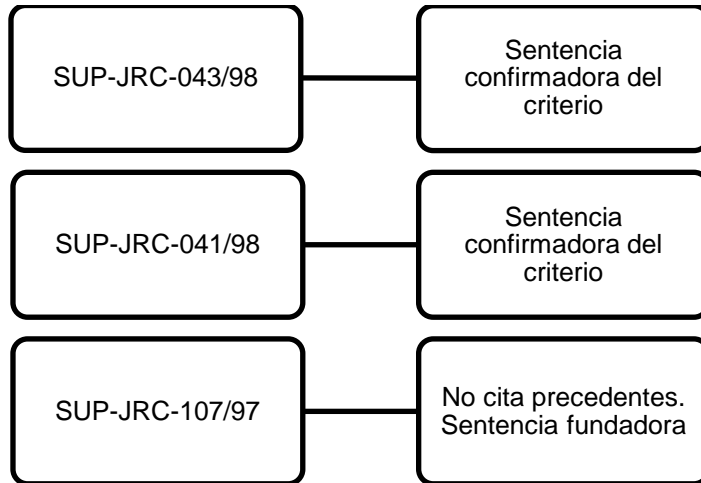 SUP-JRC-043/98
Sentencia
confirmadora del
criterio
SUP-JRC-041/98
Sentencia
confirmadora del
criterio
SUP-JRC-107/97
No cita precedentes.
Sentencia fundadora